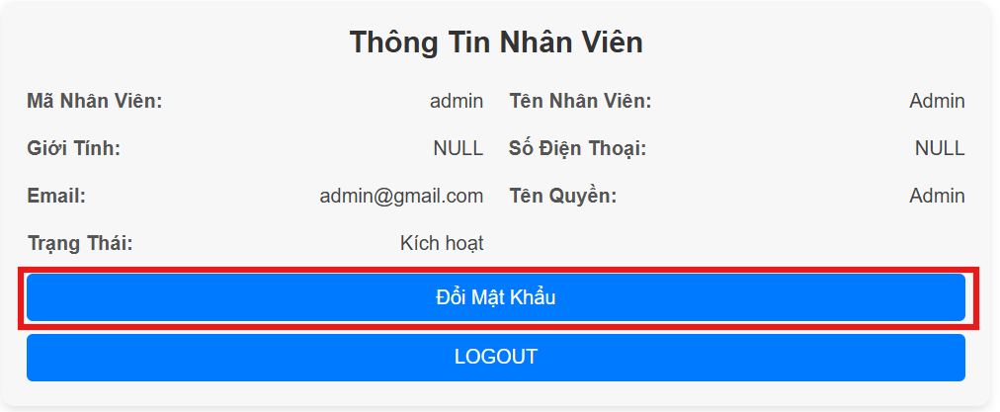 Thông Tin Nhân Viên
Mã Nhân Viên: admin Tên Nhân Viên: Admin
Giới Tính: NULL Số Điện Thoại: NULL
Email: admin@gmail.com Tên Quyền: Admin
Trạng Thái: Kích hoạt
Đổi Mật Khẩu
LOGOUT